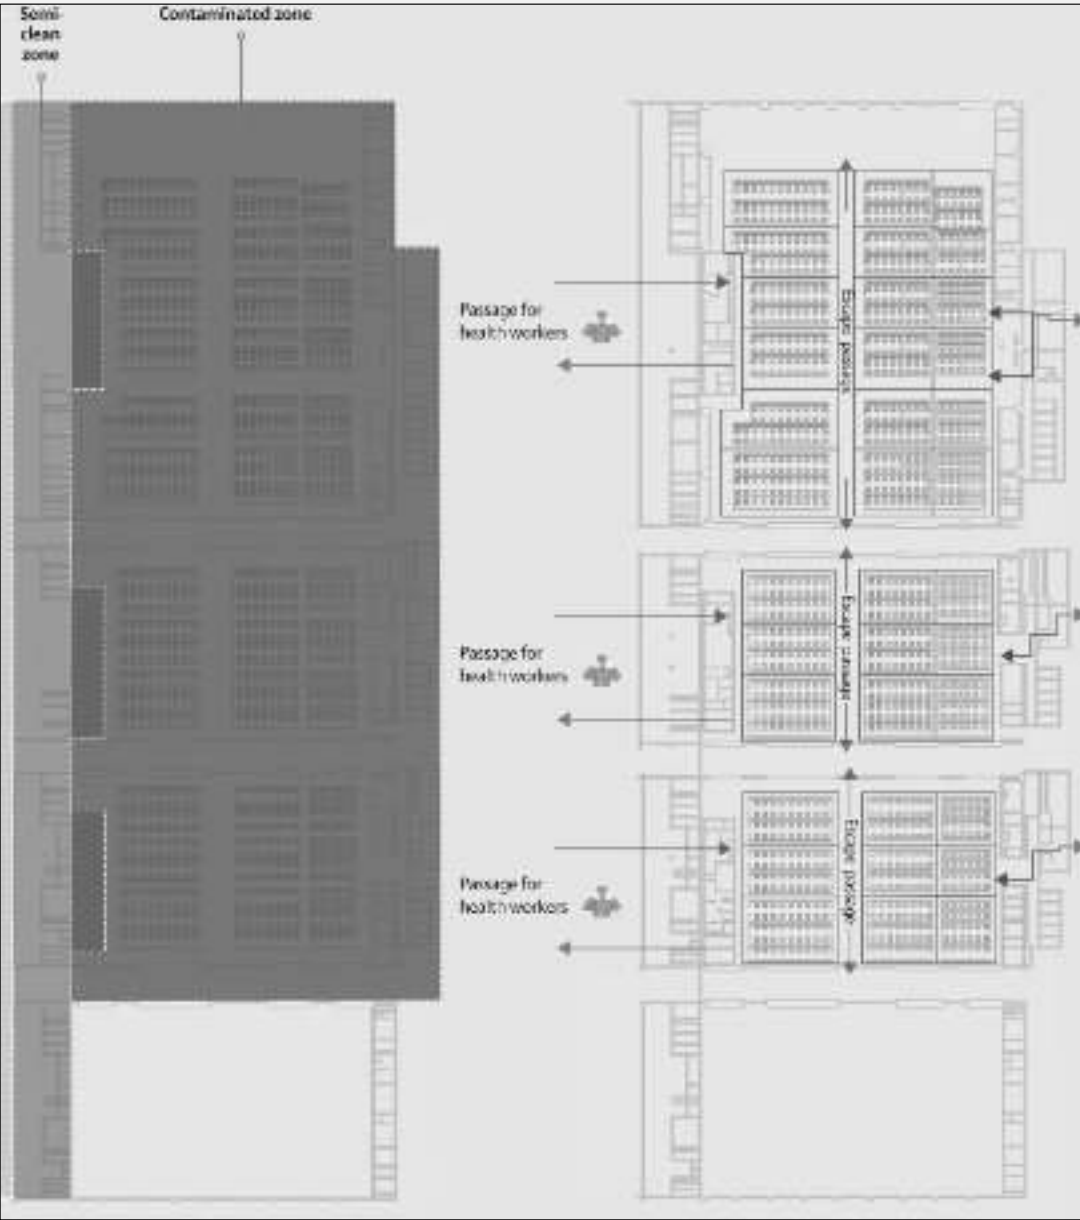 Semi-
clean
zone
Contaminated zone
Passage for
health workers
Escape passage
Passage for
health workers
Escape passage
Passage for
health workers
Escape passage